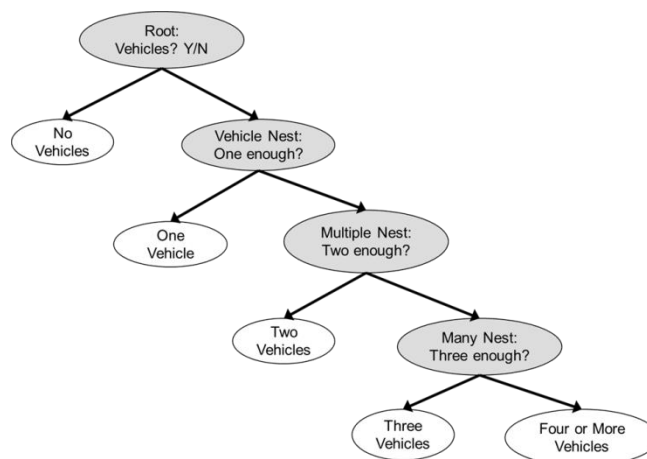 Root:
Vehicles? Y/N
No
Vehicles
Vehicle Nest:
One enough?
One
Vehicle
Multiple Nest:
Two enough?
Two
Vehicles
Many Nest:
Three enough?
Three
Vehicles
Four or More
Vehicles